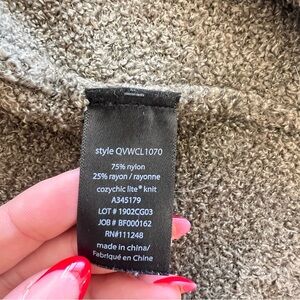 style QVWCL1070
75% nylon
25% rayon / rayonne
cozychic lite® knit
A345179
LOT # 1902CG03
JOB # BF000162
RN#111248
made in china/
Fabriqué en Chine